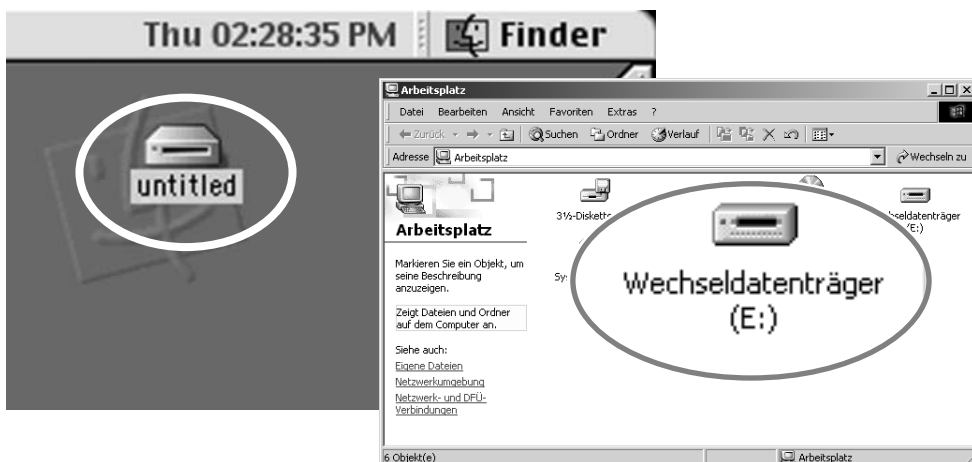 Thu 02:28:35 PM Finder
untitled
Arbeitsplatz
Datei Bearbeiten Ansicht Favoriten Extras ?
Zurück Suchen Ordner Verlauf
Adresse Arbeitsplatz Wechseln zu
3½-Diskette
seldatenträger
(E:)
Arbeitsplatz
Markieren Sie ein Objekt, um
seine Beschreibung
anzuzeigen.
Sy
Wechseldatenträger
(E:)
Zeigt Dateien und Ordner
auf dem Computer an.
Siehe auch:
Eigene Dateien
Netzwerkumgebung
Netzwerk- und DFÜ-
Verbindungen
6 Objekt(e) Arbeitsplatz